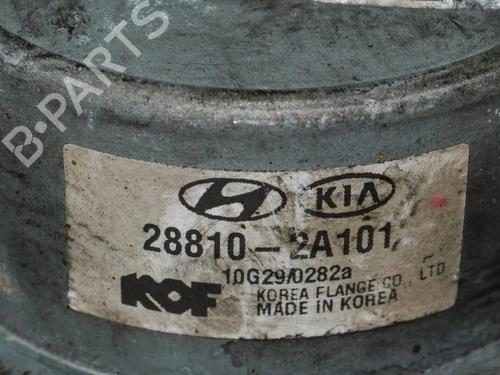 B·PARTS
KIA
28810-2A101
10G29/0282a
KOF
KOREA FLANGE CO., LTD
MADE IN KOREA